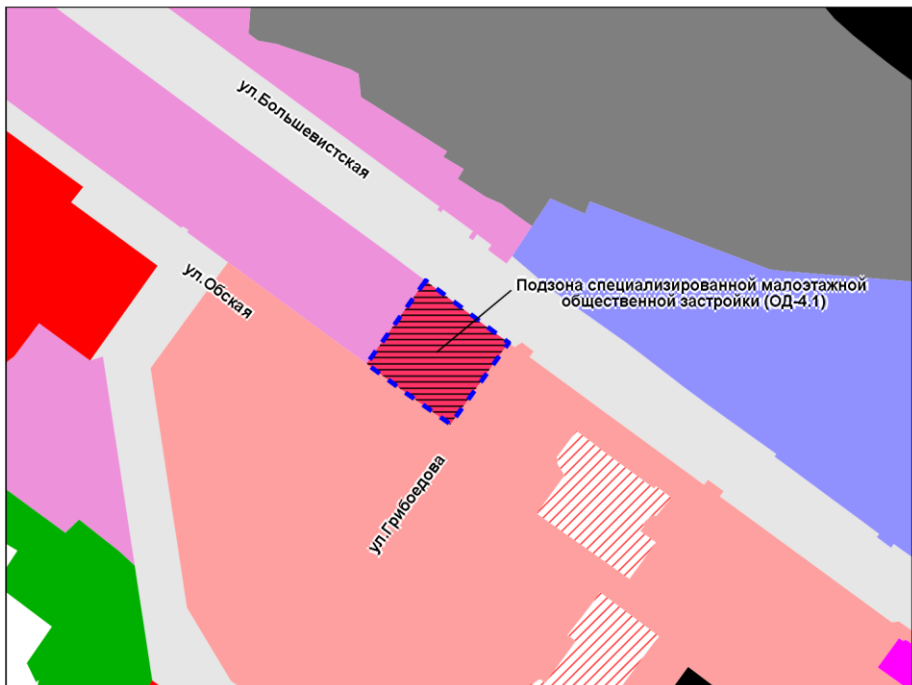 ул.Большевистская
ул.Обская
Подзона специализированной малоэтажной
общественной застройки (ОД-4.1)
ул.Грибоедова